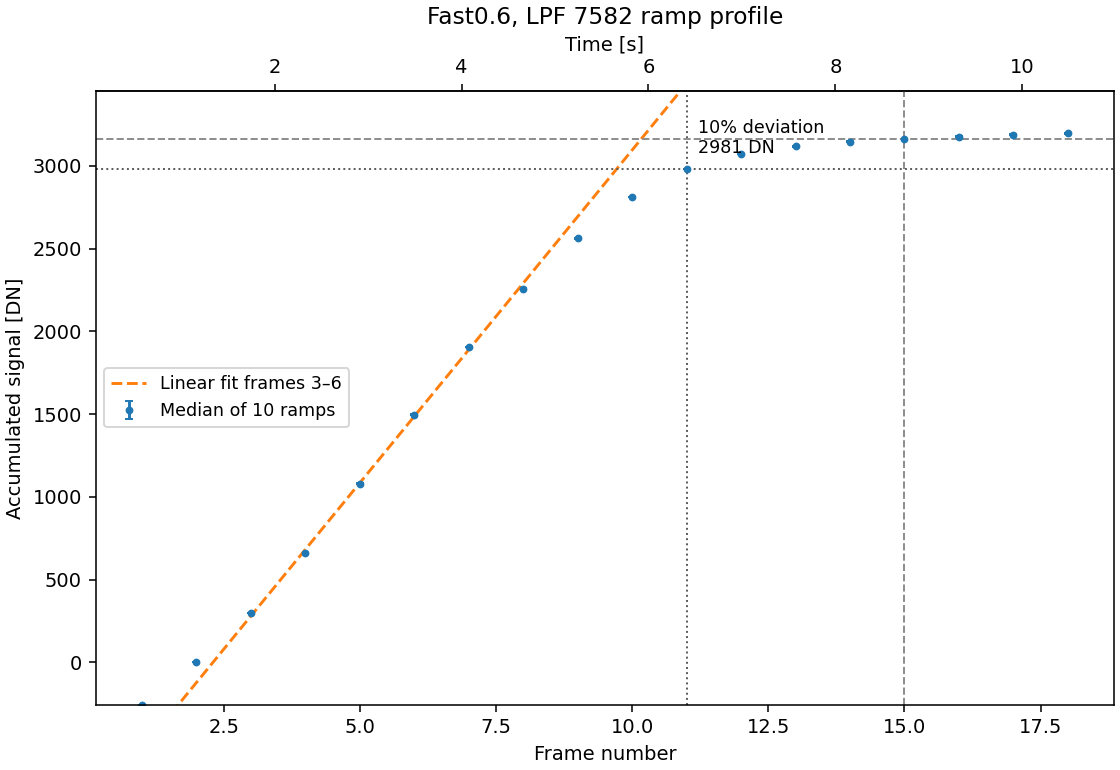 Fast0.6, LPF 7582 ramp profile
Time [s]
2 4 6 8 10
10% deviation
2981 DN
3000
2500
2000
1500
1000
500
0
Accumulated signal [DN]
Linear fit frames 3–6
Median of 10 ramps
2.5 5.0 7.5 10.0 12.5 15.0 17.5
Frame number